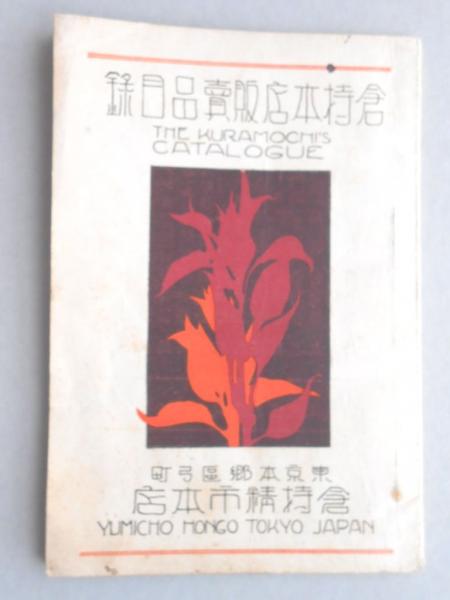 倉持本店販賣品目録
THE KURAMOCHI'S
CATALOGUE
東京本郷區弓町
倉持精市本店
YUMICHO HONGO TOKYO JAPAN